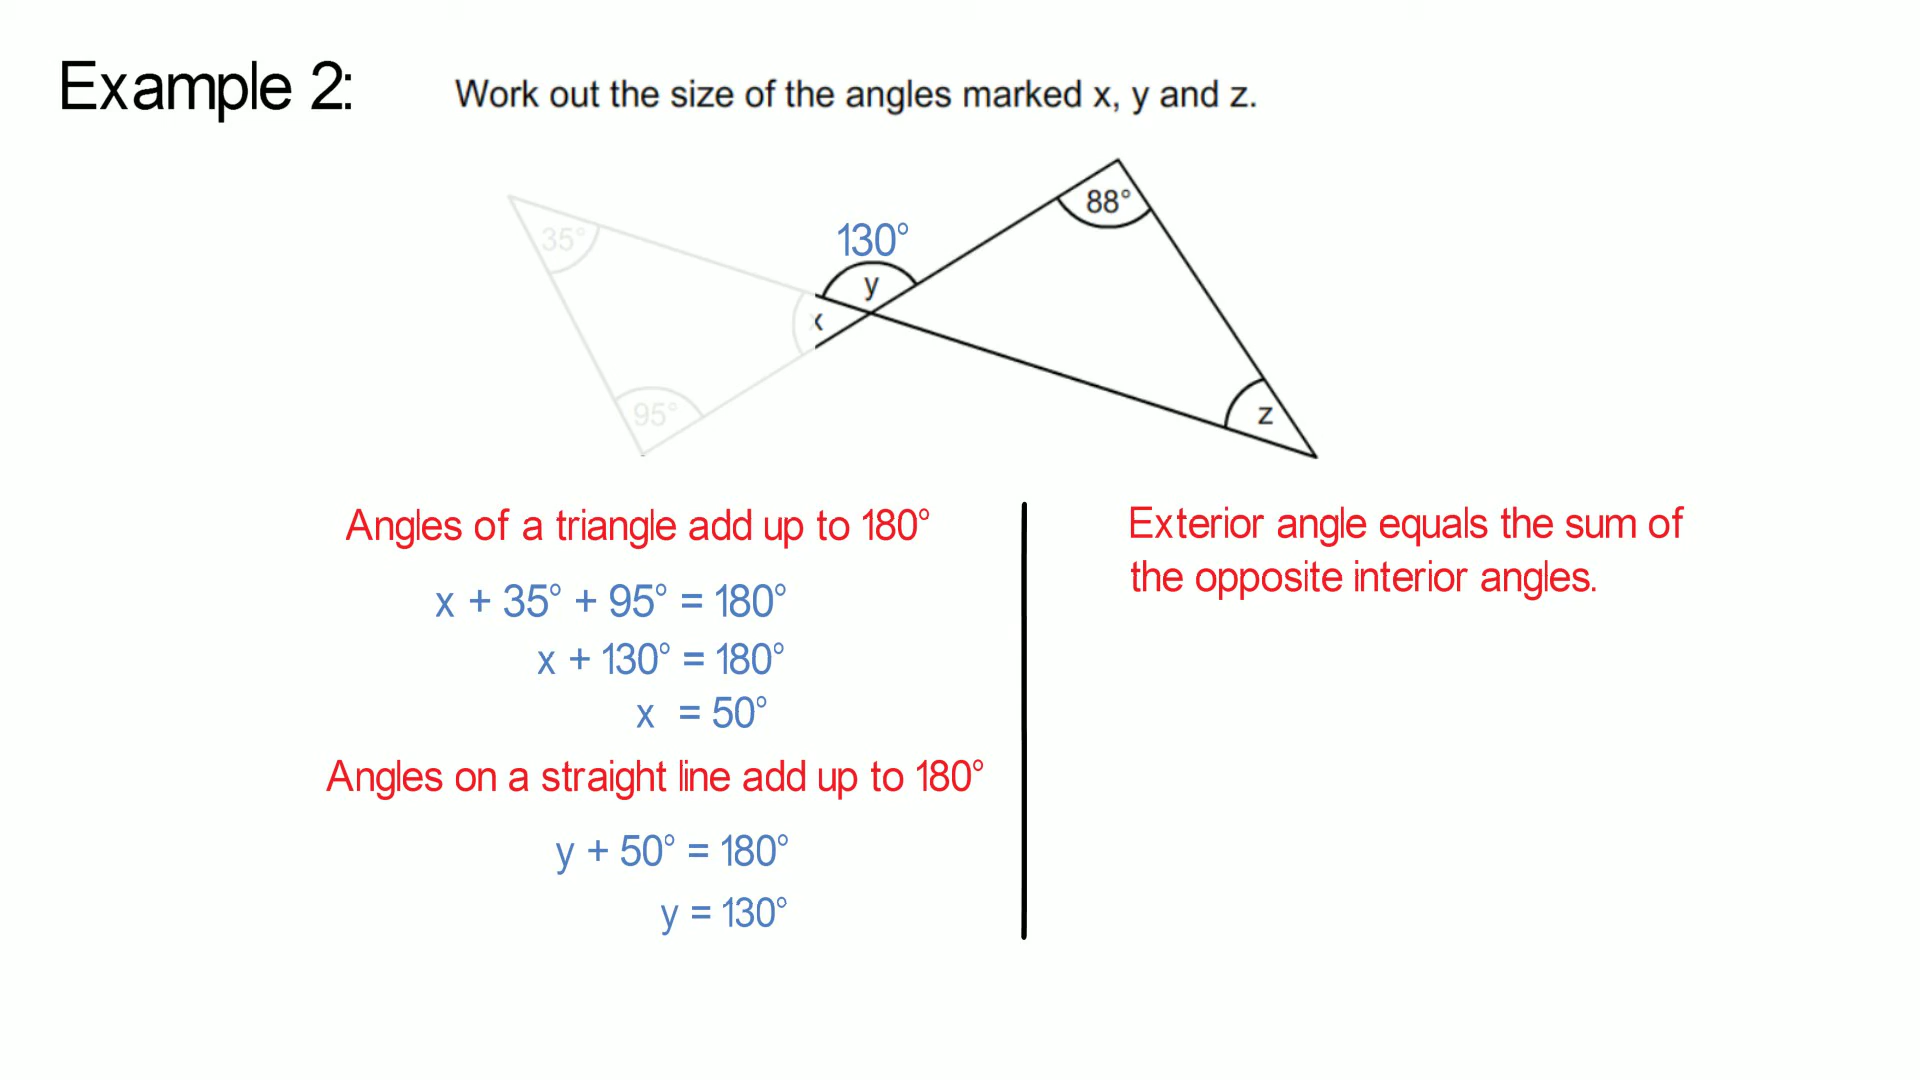 Example 2:
Work out the size of the angles marked x, y and z.
35°
130°
88°
y
x
95°
z
Angles of a triangle add up to 180°
x + 35° + 95° = 180°
x + 130° = 180°
x = 50°
Angles on a straight line add up to 180°
y + 50° = 180°
y = 130°
Exterior angle equals the sum of
the opposite interior angles.